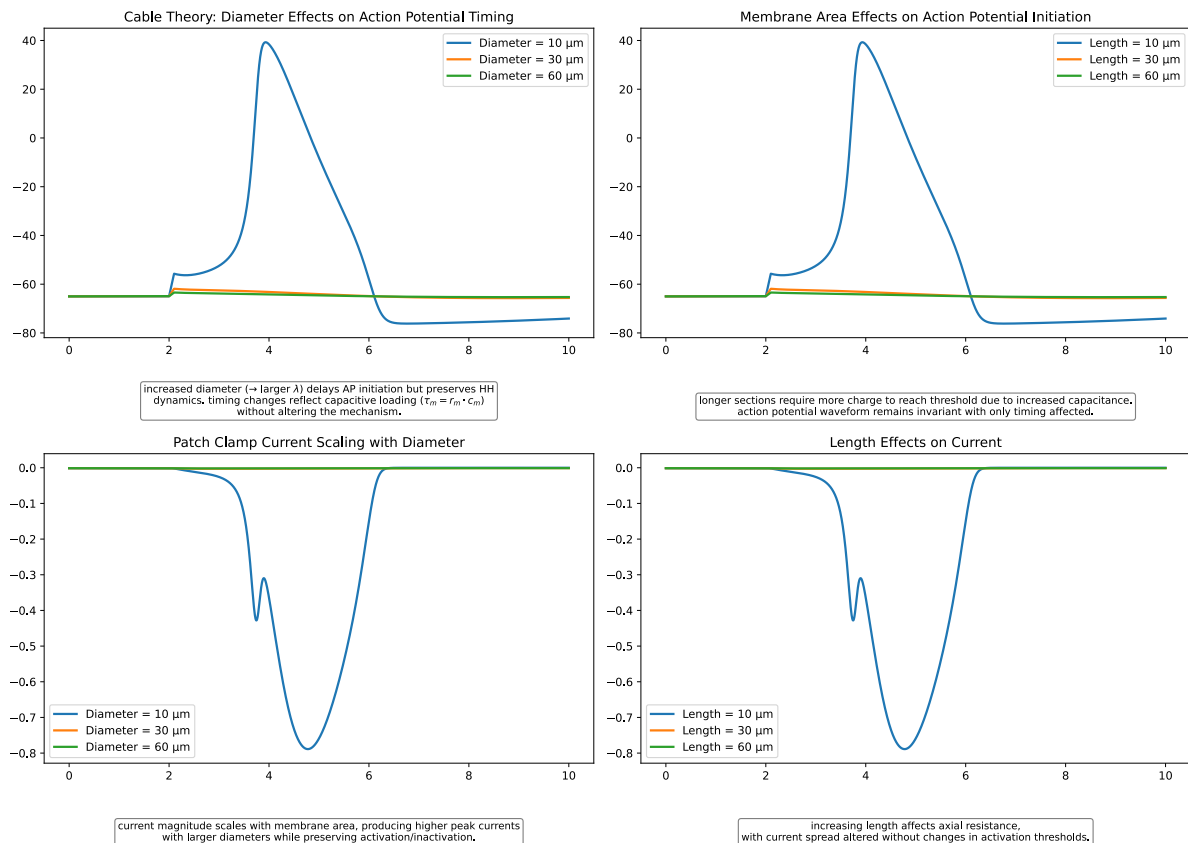 Cable Theory: Diameter Effects on Action Potential Timing
40
20
0
−20
−40
−60
−80
0
2
4
6
8
10
Diameter = 10 μm
Diameter = 30 μm
Diameter = 60 μm
increased diameter (→ larger λ) delays AP initiation but preserves HH
dynamics. timing changes reflect capacitive loading (τm = rm · cm)
without altering the mechanism.
Membrane Area Effects on Action Potential Initiation
40
20
0
−20
−40
−60
−80
0
2
4
6
8
10
Length = 10 μm
Length = 30 μm
Length = 60 μm
longer sections require more charge to reach threshold due to increased capacitance.
action potential waveform remains invariant with only timing affected.
Patch Clamp Current Scaling with Diameter
0.0
−0.1
−0.2
−0.3
−0.4
−0.5
−0.6
−0.7
−0.8
0
2
4
6
8
10
Diameter = 10 μm
Diameter = 30 μm
Diameter = 60 μm
current magnitude scales with membrane area, producing higher peak currents
with larger diameters while preserving activation/inactivation.
Length Effects on Current
0.0
−0.1
−0.2
−0.3
−0.4
−0.5
−0.6
−0.7
−0.8
0
2
4
6
8
10
Length = 10 μm
Length = 30 μm
Length = 60 μm
increasing length affects axial resistance,
with current spread altered without changes in activation thresholds.